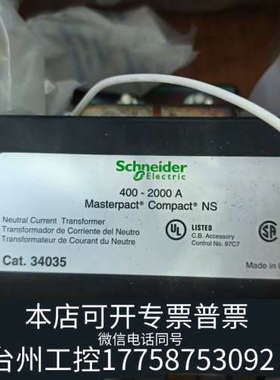 Schneider
Electric
400 - 2000 A
Masterpact® Compact® NS
Neutral Current Transformer
Transformador de Corriente del Neutro
Transformateur de Courant du Neutre
UL
LISTED
C.B. Accessory
Control No. 97C7
Cat. 34035
Made in
本店可开专票普票
微信电话同号
台州工控17758753092